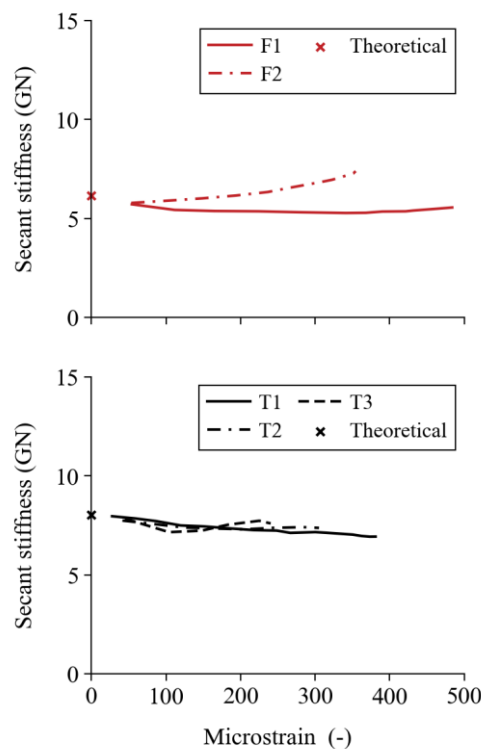 15
10
5
0
Secant stiffness (GN)
F1
Theoretical
F2
15
10
5
0
Secant stiffness (GN)
T1
T3
T2
Theoretical
0
100
200
300
400
500
Microstrain (-)